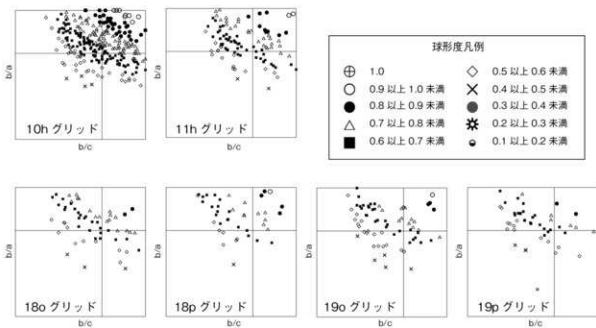 b/a
10h グリッド
b/c
b/a
11h グリッド
b/c
球形度凡例
1.0
0.9 以上 1.0 未満
0.8 以上 0.9 未満
0.7 以上 0.8 未満
0.6 以上 0.7 未満
0.5 以上 0.6 未満
0.4 以上 0.5 未満
0.3 以上 0.4 未満
0.2 以上 0.3 未満
0.1 以上 0.2 未満
b/a
18o グリッド
b/c
b/a
18p グリッド
b/c
b/a
19o グリッド
b/c
b/a
19p グリッド
b/c